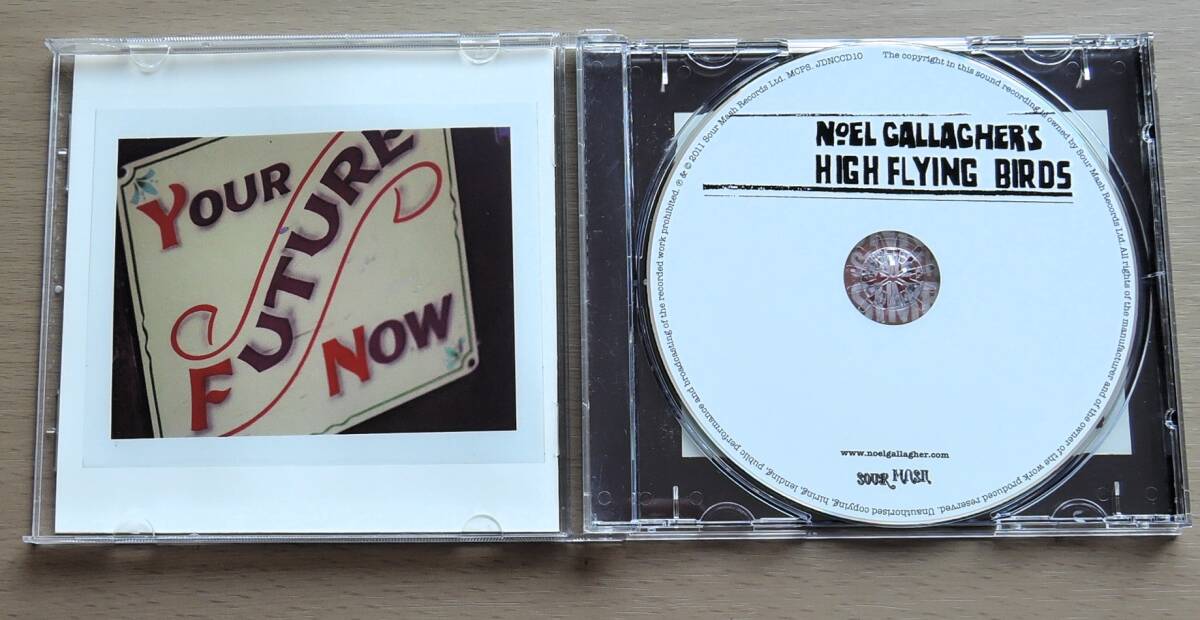 YOUR
FUTURE
NOW
℗ & © 2011 Sour Mash Records Ltd. MCPS. JDNCCD10
The copyright in this sound recording is owned by Sour Mash Records Ltd. All rights of the manufacturer and of the owner of the work produced reserved. Unauthorised copying, hiring, lending, public performance and broadcasting of the recorded work prohibited.
NOEL GALLAGHER'S
HIGH FLYING BIRDS
www.noelgallagher.com
SOUR MASH